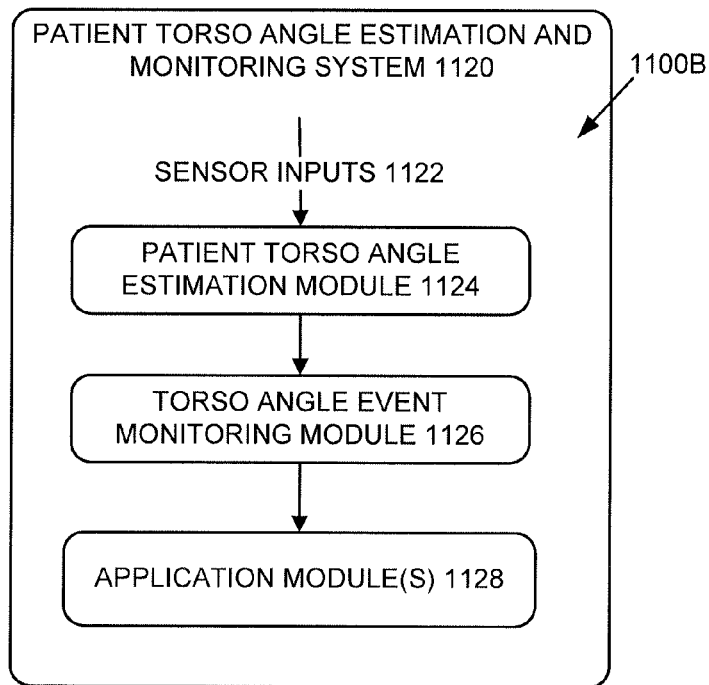 PATIENT TORSO ANGLE ESTIMATION AND
MONITORING SYSTEM 1120
1100B
SENSOR INPUTS 1122
PATIENT TORSO ANGLE
ESTIMATION MODULE 1124
TORSO ANGLE EVENT
MONITORING MODULE 1126
APPLICATION MODULE(S) 1128